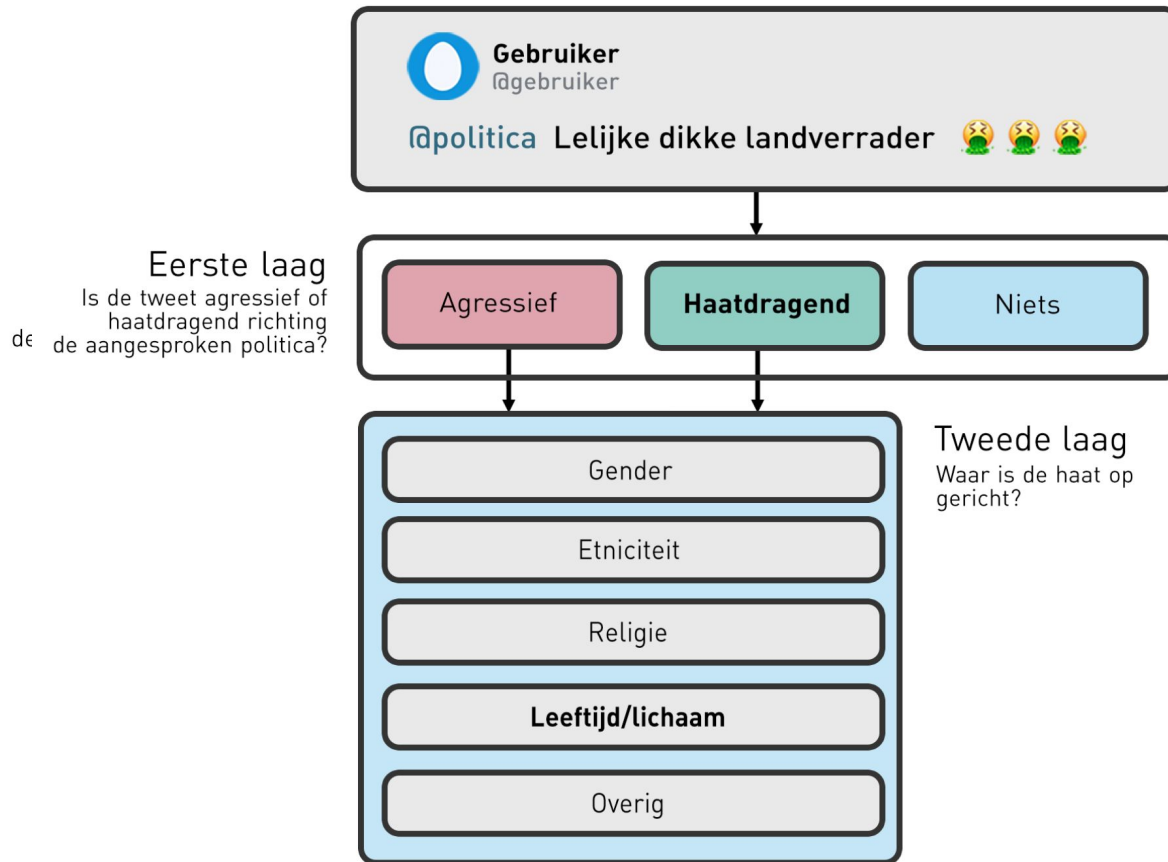 Gebruiker
@gebruiker
@politica Lelijke dikke landverrader 🤮 🤮 🤮
Eerste laag
Is de tweet agressief of
haatdragend richting
de de aangesproken politica?
Agressief
Haatdragend
Niets
Tweede laag
Waar is de haat op
gericht?
Gender
Etniciteit
Religie
Leeftijd/lichaam
Overig